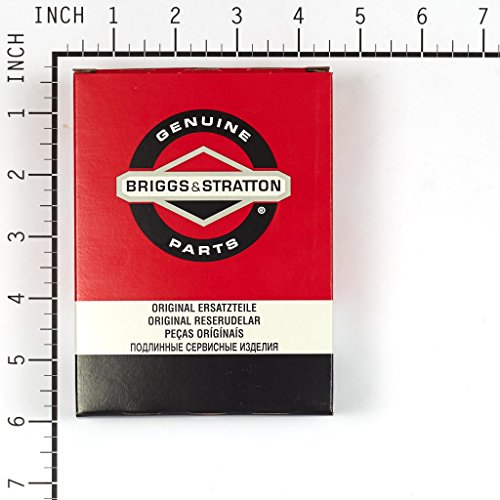 INCH 1 2 3 4 5 6 7
INCH
1
2
3
4
5
6
7
GENUINE
BRIGGS&STRATTON
®
PARTS
ORIGINAL ERSATZTEILE
ORIGINAL RESERUDELAR
PEÇAS ORÍGÍNAIS
ПОДЛИННЫЕ СЕРВИСНЫЕ ИЗДЕЛИЯ